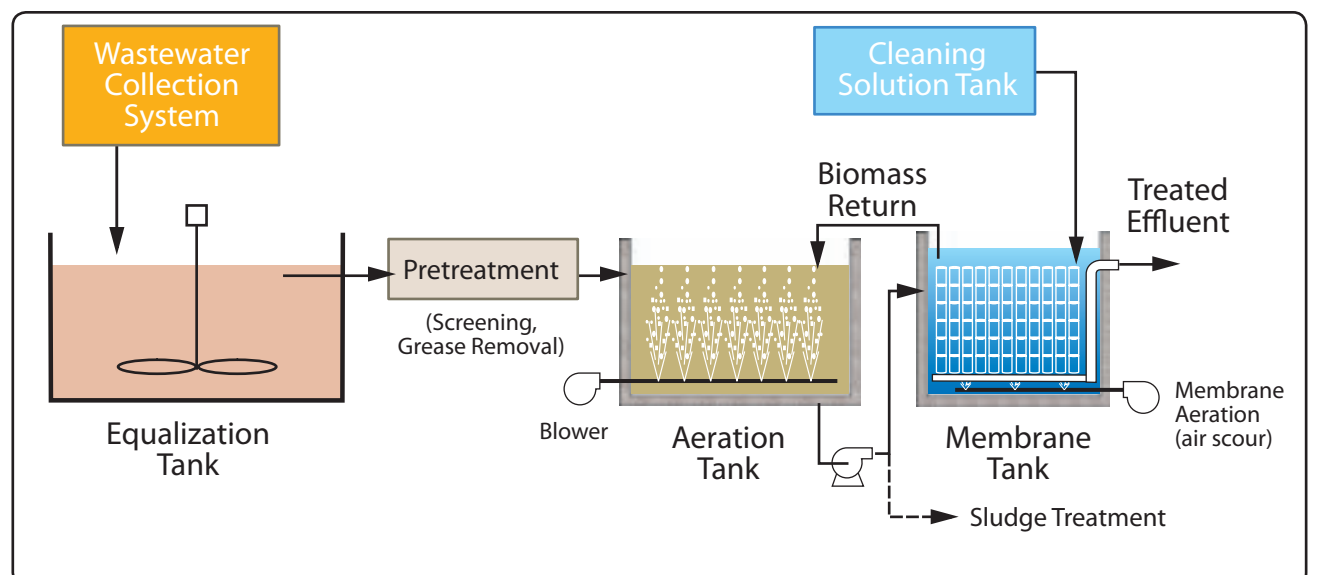 Wastewater
Collection
System
Cleaning
Solution Tank
Biomass
Return
Treated
Effluent
Pretreatment
(Screening,
Grease Removal)
Equalization
Tank
Blower
Aeration
Tank
Membrane
Tank
Membrane
Aeration
(air scour)
Sludge Treatment